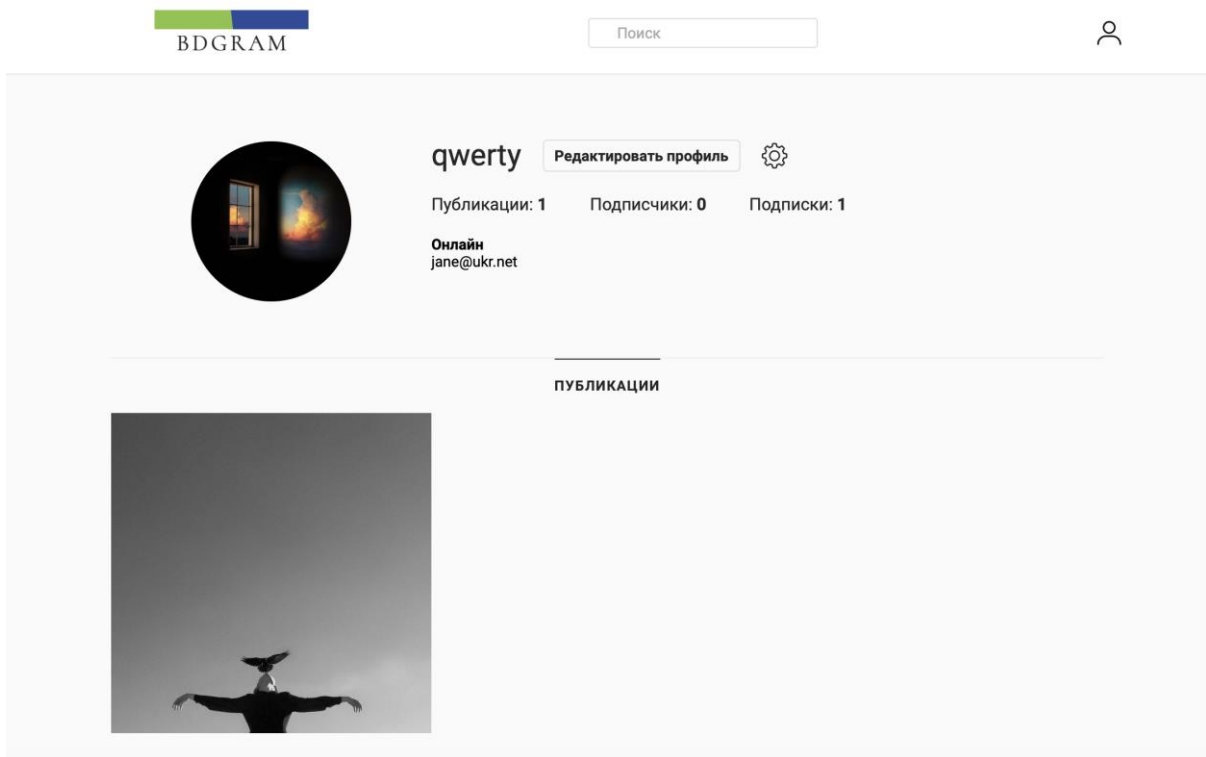 BDGRAM
Поиск
qwerty Редактировать профиль
Публикации: 1 Подписчики: 0 Подписки: 1
Онлайн
jane@ukr.net
ПУБЛИКАЦИИ